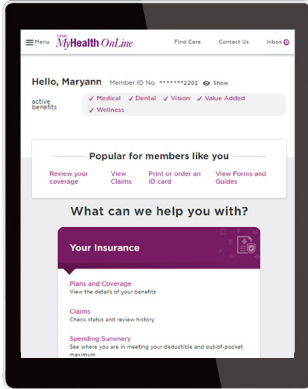 Menu UPMC MyHealth OnLine Find Care Contact Us Inbox
Hello, Maryann Member ID No. *******2201 Show
active benefits ✓ Medical ✓ Dental ✓ Vision ✓ Value Added
✓ Wellness
Popular for members like you
Review your coverage
View Claims
Print or order an ID card
View Forms and Guides
What can we help you with?
Your Insurance
Plans and Coverage
View the details of your benefits
Claims
Check status and review history
Spending Summary
See where you are in meeting your deductible and out-of-pocket
maximum